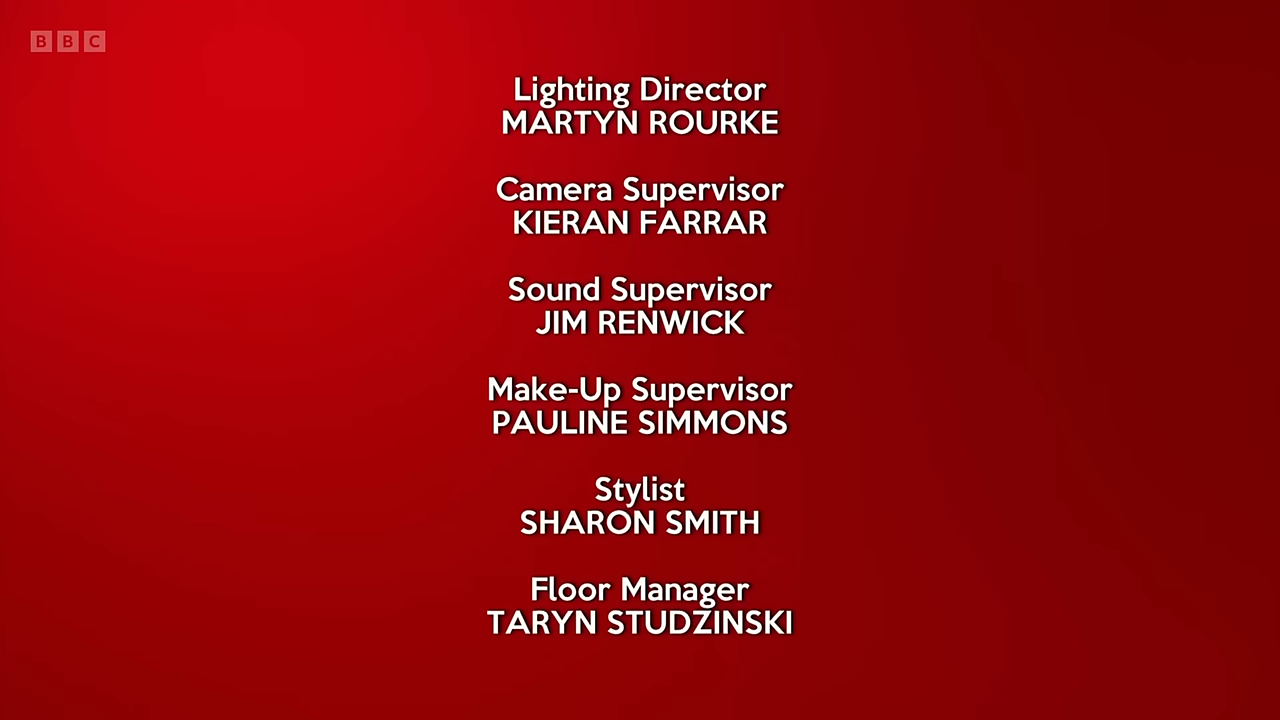 BBC
Lighting Director
MARTYN ROURKE
Camera Supervisor
KIERAN FARRAR
Sound Supervisor
JIM RENWICK
Make-Up Supervisor
PAULINE SIMMONS
Stylist
SHARON SMITH
Floor Manager
TARYN STUDZINSKI